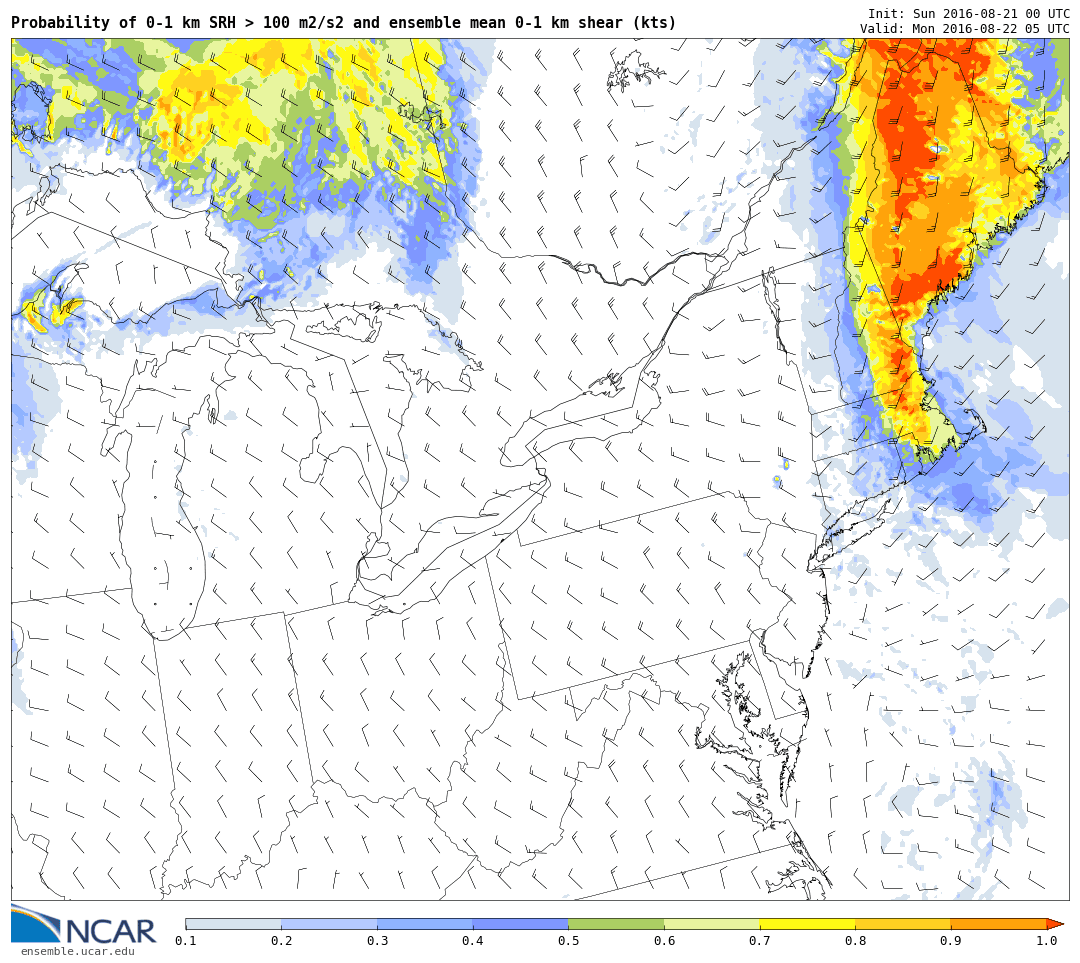 Probability of 0-1 km SRH > 100 m2/s2 and ensemble mean 0-1 km shear (kts)
Init: Sun 2016-08-21 00 UTC
Valid: Mon 2016-08-22 05 UTC
NCAR
ensemble.ucar.edu
0.1 0.2 0.3 0.4 0.5 0.6 0.7 0.8 0.9 1.0